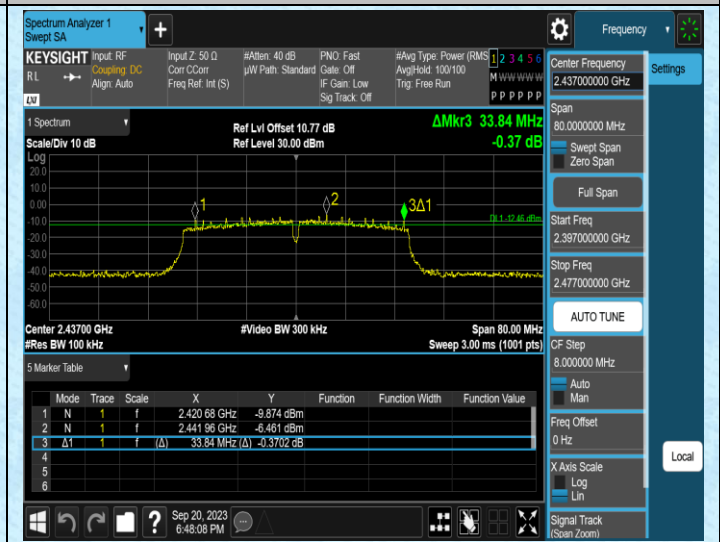 Spectrum Analyzer 1
Swept SA
+
Frequency
KEYSIGHT
RL
LXI
Input: RF
Coupling: DC
Align: Auto
Input Z: 50 Ω
Corr CCorr
Freq Ref: Int (S)
#Atten: 40 dB
µW Path: Standard
PNO: Fast
Gate: Off
IF Gain: Low
Sig Track: Off
#Avg Type: Power (RMS
Avg|Hold: 100/100
Trig: Free Run
1 2 3 4 5 6
M W W W W W
P P P P P P
1 Spectrum
Scale/Div 10 dB
Ref Lvl Offset 10.77 dB
Ref Level 30.00 dBm
ΔMkr3 33.84 MHz
-0.37 dB
Log
20.0
10.0
0.00
-10.0
-20.0
-30.0
-40.0
-50.0
-60.0
1
2
3Δ1
DL1 -12.46 dBm
Center 2.43700 GHz
#Video BW 300 kHz
Span 80.00 MHz
#Res BW 100 kHz
Sweep 3.00 ms (1001 pts)
5 Marker Table
Mode Trace Scale X Y Function Function Width Function Value
1 N 1 f 2.420 68 GHz -9.874 dBm
2 N 1 f 2.441 96 GHz -6.461 dBm
3 Δ1 1 f (Δ) 33.84 MHz (Δ) -0.3702 dB
4
5
6
?
Sep 20, 2023
6:48:08 PM
Center Frequency
2.437000000 GHz
Settings
Span
80.0000000 MHz
Swept Span
Zero Span
Full Span
Start Freq
2.397000000 GHz
Stop Freq
2.477000000 GHz
AUTO TUNE
CF Step
8.000000 MHz
Auto
Man
Freq Offset
0 Hz
Local
X Axis Scale
Log
Lin
Signal Track
(Span Zoom)